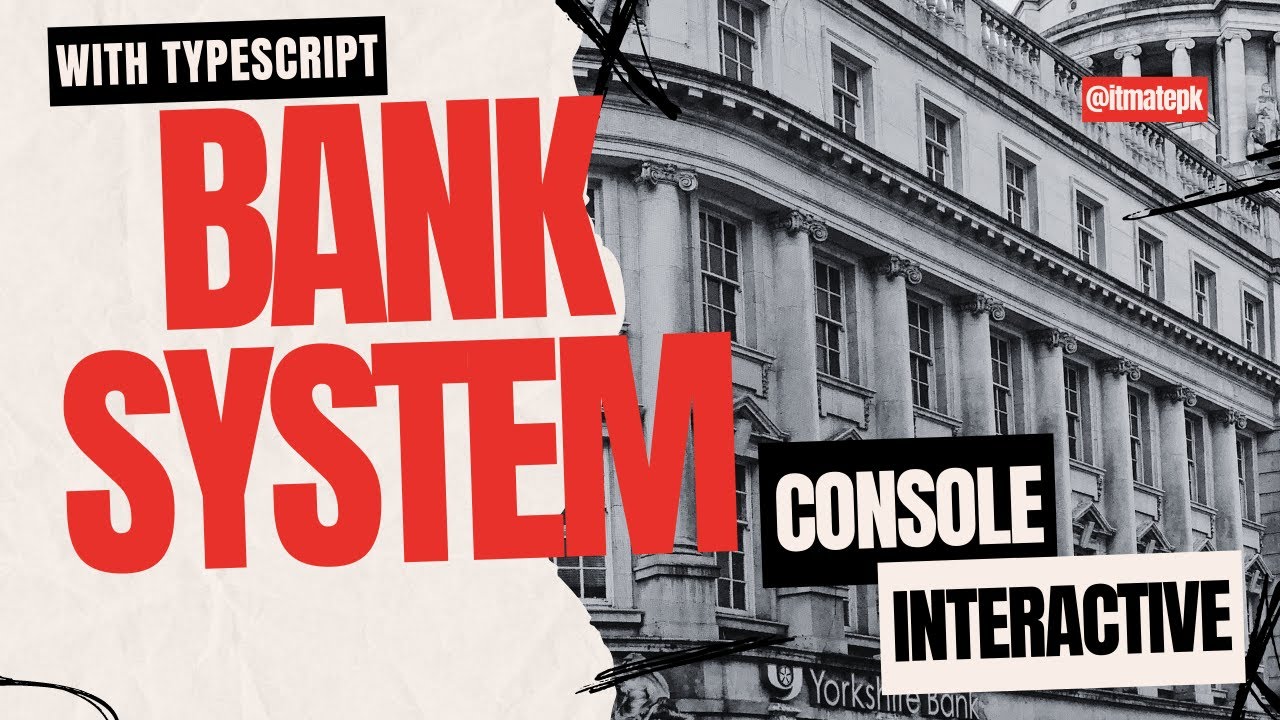 WITH TYPESCRIPT
@itmatepk
BANK
SYSTEM
CONSOLE
INTERACTIVE
Yorkshire Bank